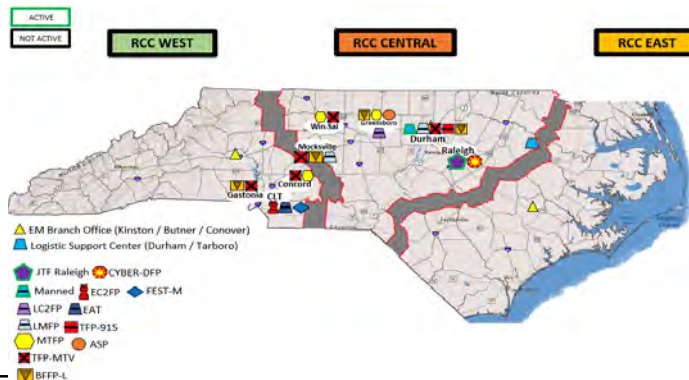 ACTIVE
NOT ACTIVE
RCC WEST
RCC CENTRAL
RCC EAST
Win-Sal
Greensboro
Durham
Mocksville
Raleigh
Concord
Gastonia
CLT
EM Branch Office (Kinston / Butner / Conover)
Logistic Support Center (Durham / Tarboro)
JTF Raleigh CYBER-DFP
Manned EC2FP FEST-M
LC2FP EAT
LMFP TFP-915
MTFP ASP
TFP-MTV
BFFP-L